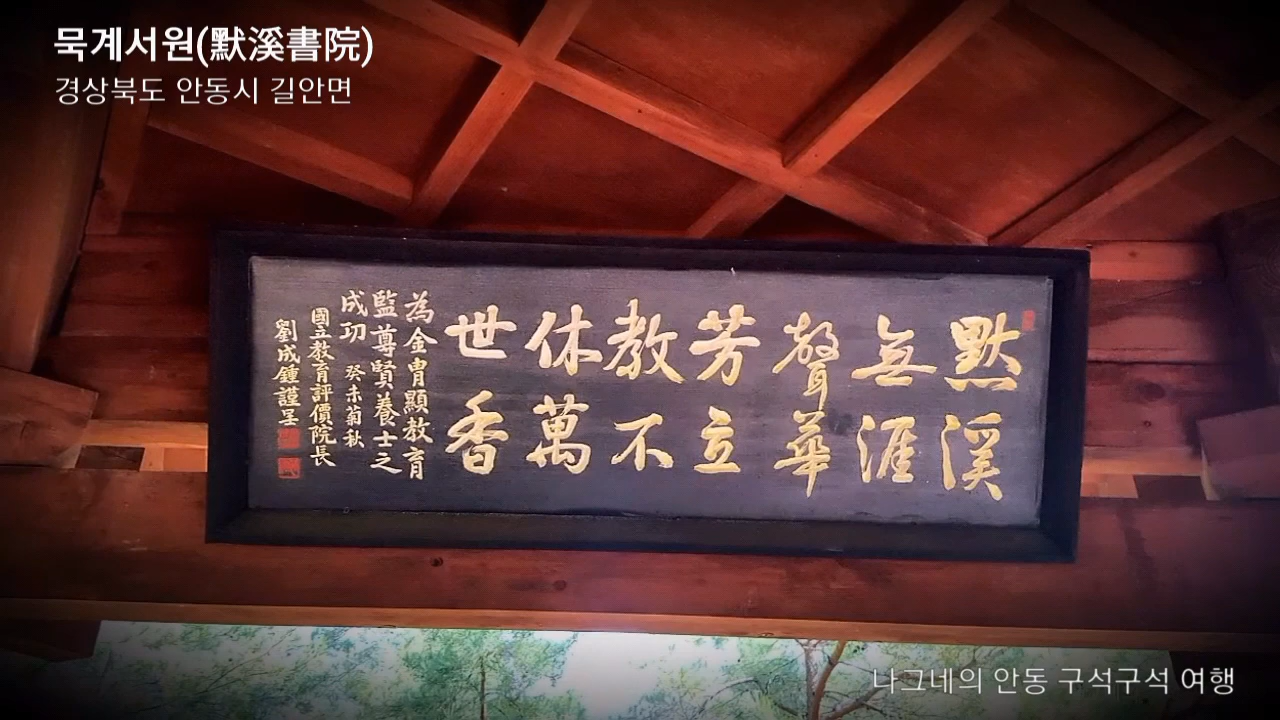 묵계서원(默溪書院)
경상북도 안동시 길안면
默溪
無涯
聲華
芳立
教不
休萬
世香
為金胄顯教育
監尊賢養士之
成功 癸未菊秋
國立教育評價院長
劉成鍾謹呈
나그네의 안동 구석구석 여행